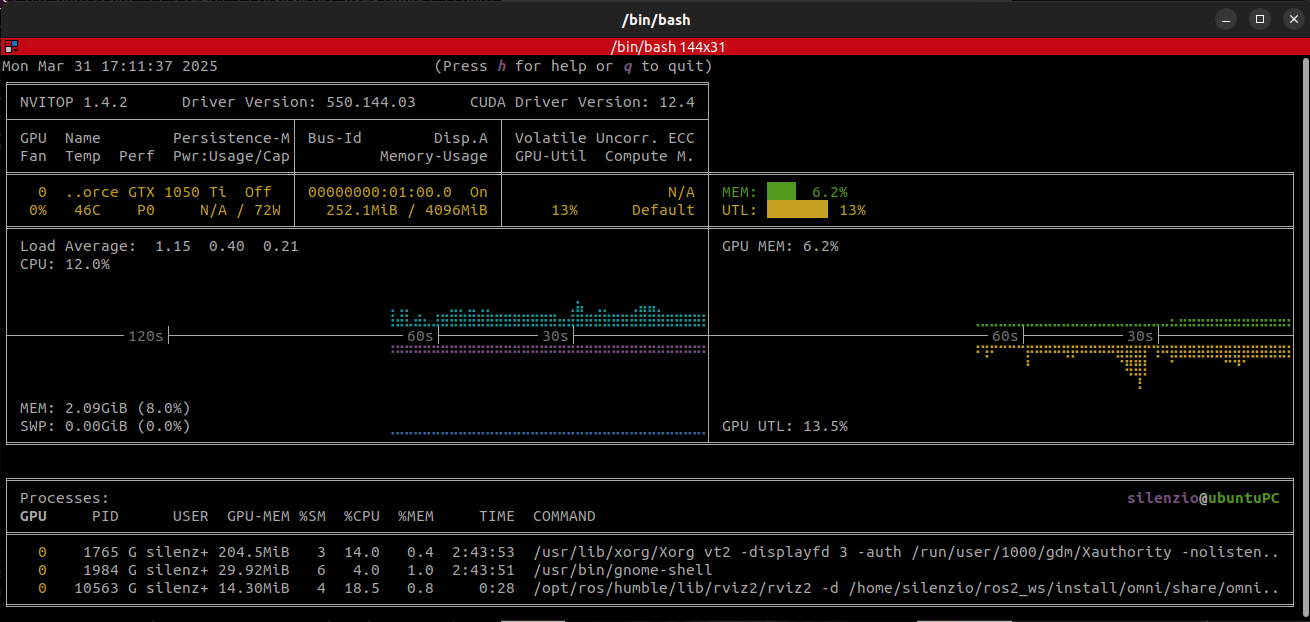 /bin/bash
/bin/bash 144x31
Mon Mar 31 17:11:37 2025 (Press h for help or q to quit)
NVITOP 1.4.2 Driver Version: 550.144.03 CUDA Driver Version: 12.4
GPU Name Persistence-M Bus-Id Disp.A Volatile Uncorr. ECC
Fan Temp Perf Pwr:Usage/Cap Memory-Usage GPU-Util Compute M.
0 ..orce GTX 1050 Ti Off 00000000:01:00.0 On N/A MEM: 6.2%
0% 46C P0 N/A / 72W 252.1MiB / 4096MiB 13% Default UTL: 13%
Load Average: 1.15 0.40 0.21 GPU MEM: 6.2%
CPU: 12.0%
120s 60s 30s 60s 30s
MEM: 2.09GiB (8.0%)
SWP: 0.00GiB (0.0%) GPU UTL: 13.5%
Processes: silenzio@ubuntuPC
GPU PID USER GPU-MEM %SM %CPU %MEM TIME COMMAND
0 1765 G silenz+ 204.5MiB 3 14.0 0.4 2:43:53 /usr/lib/xorg/Xorg vt2 -displayfd 3 -auth /run/user/1000/gdm/Xauthority -nolisten..
0 1984 G silenz+ 29.92MiB 6 4.0 1.0 2:43:51 /usr/bin/gnome-shell
0 10563 G silenz+ 14.30MiB 4 18.5 0.8 0:28 /opt/ros/humble/lib/rviz2/rviz2 -d /home/silenzio/ros2_ws/install/omni/share/omni..